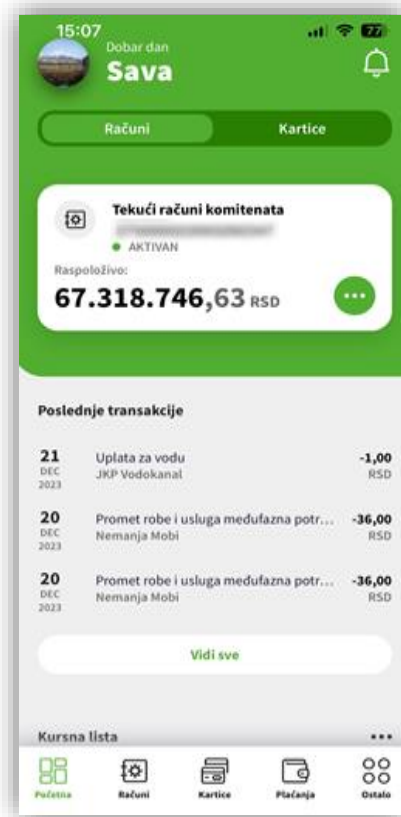 15:07
77
Dobar dan
Sava
Računi
Kartice
Tekući računi komitenata
AKTIVAN
Raspoloživo:
67.318.746,63 RSD
Poslednje transakcije
21 Uplata za vodu -1,00
DEC JKP Vodokanal RSD
2023
20 Promet robe i usluga međufazna potr... -36,00
DEC Nemanja Mobi RSD
2023
20 Promet robe i usluga međufazna potr... -36,00
DEC Nemanja Mobi RSD
2023
Vidi sve
Kursna lista
Početna Računi Kartice Plaćanja Ostalo